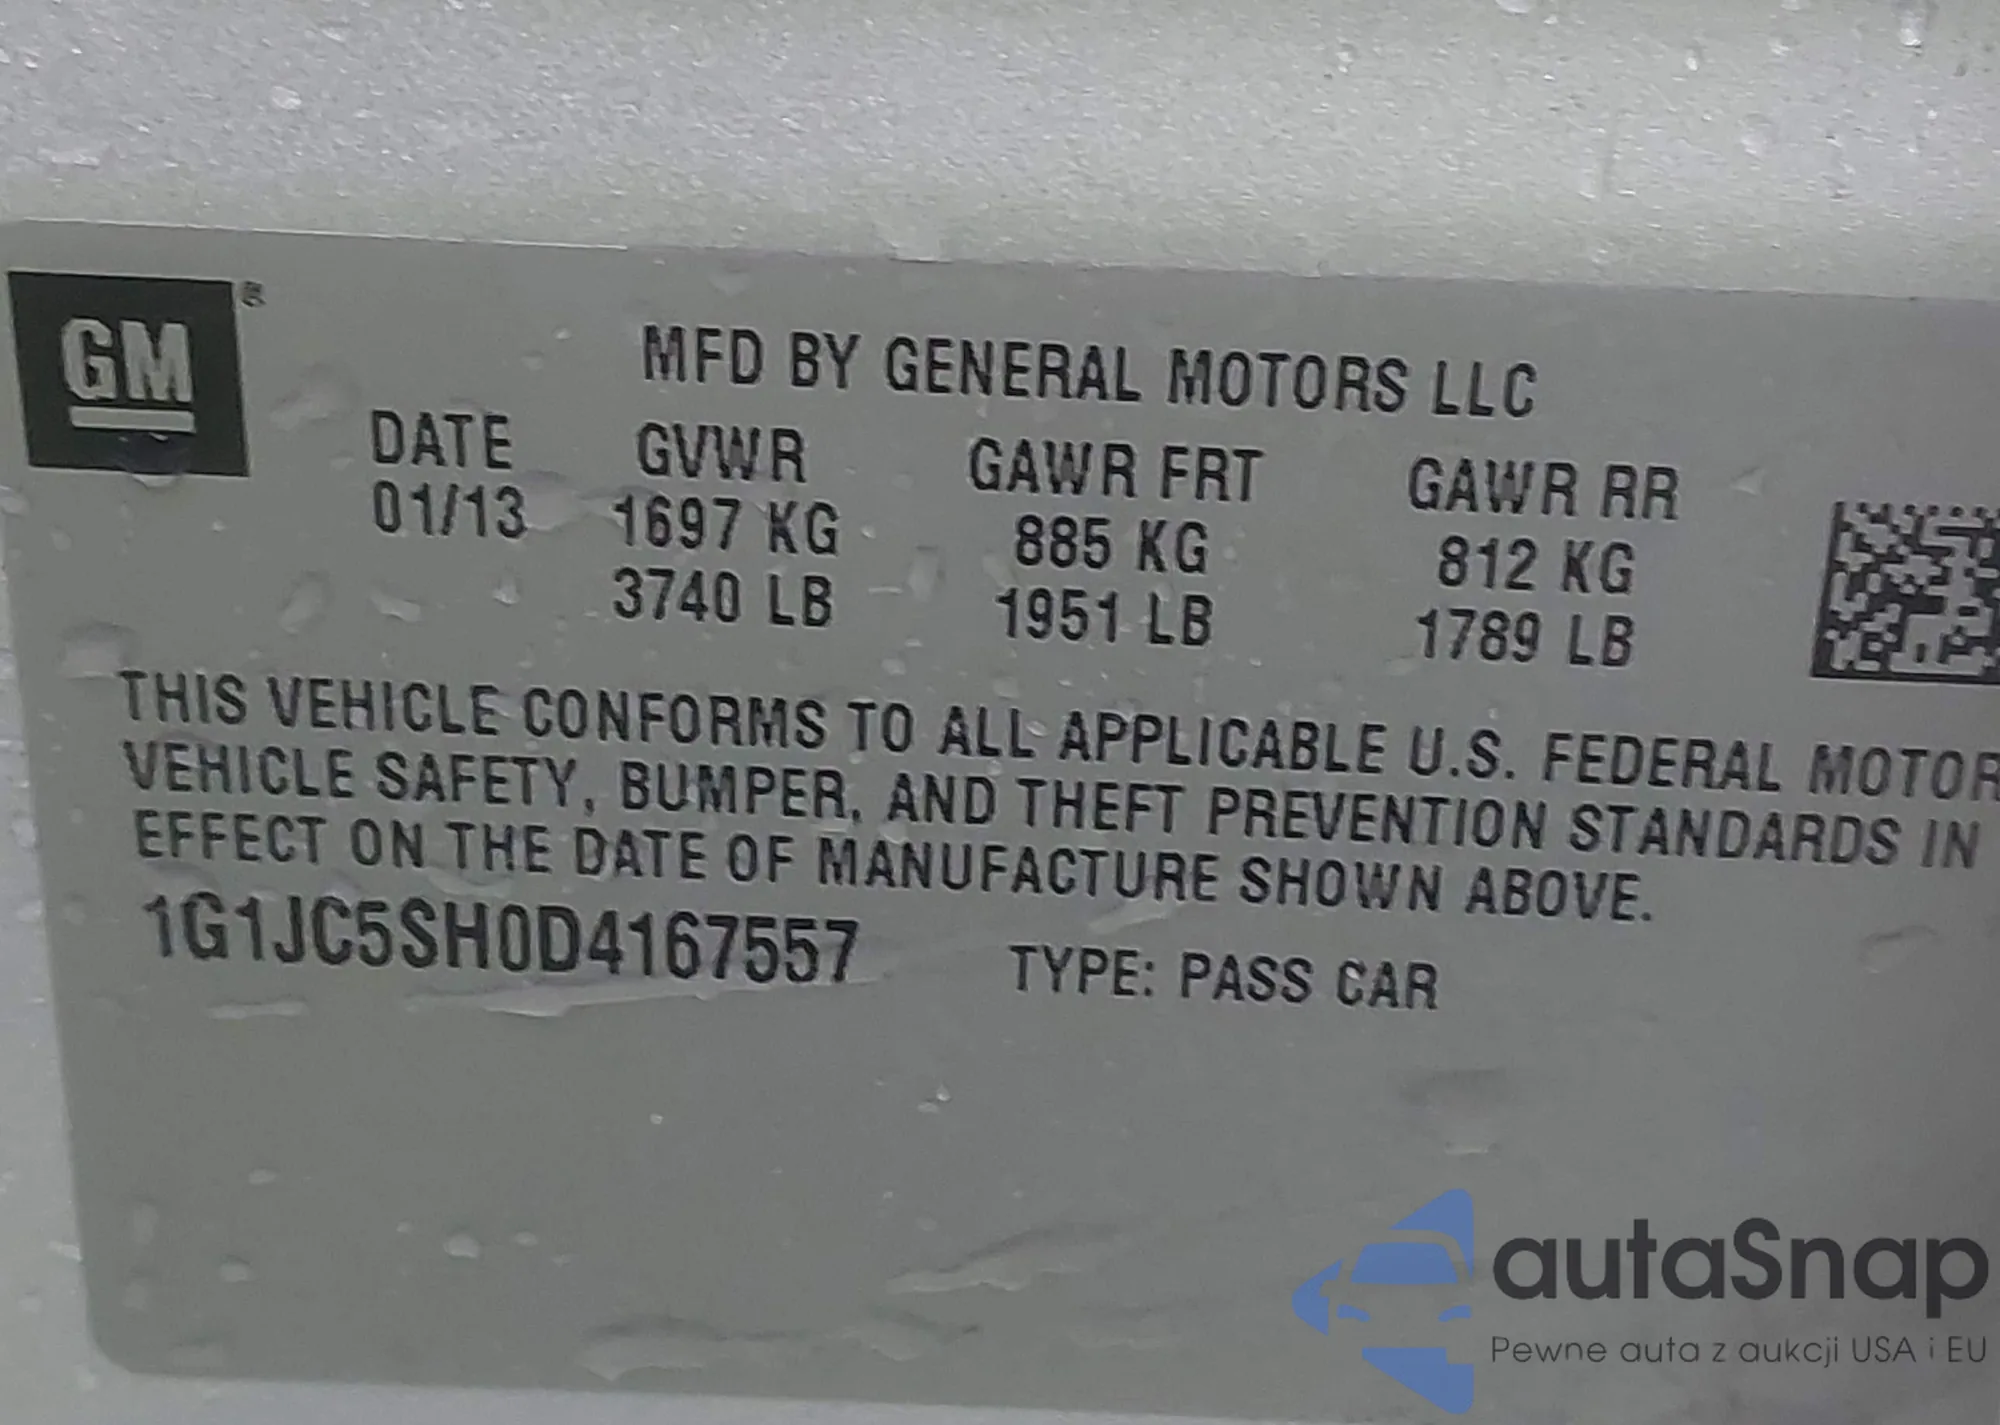 GM ®
MFD BY GENERAL MOTORS LLC
DATE GVWR GAWR FRT GAWR RR
01/13 1697 KG 885 KG 812 KG
3740 LB 1951 LB 1789 LB
THIS VEHICLE CONFORMS TO ALL APPLICABLE U.S. FEDERAL MOTOR
VEHICLE SAFETY, BUMPER, AND THEFT PREVENTION STANDARDS IN
EFFECT ON THE DATE OF MANUFACTURE SHOWN ABOVE.
1G1JC5SH0D4167557 TYPE: PASS CAR
autaSnap
Pewne auta z aukcji USA i EU